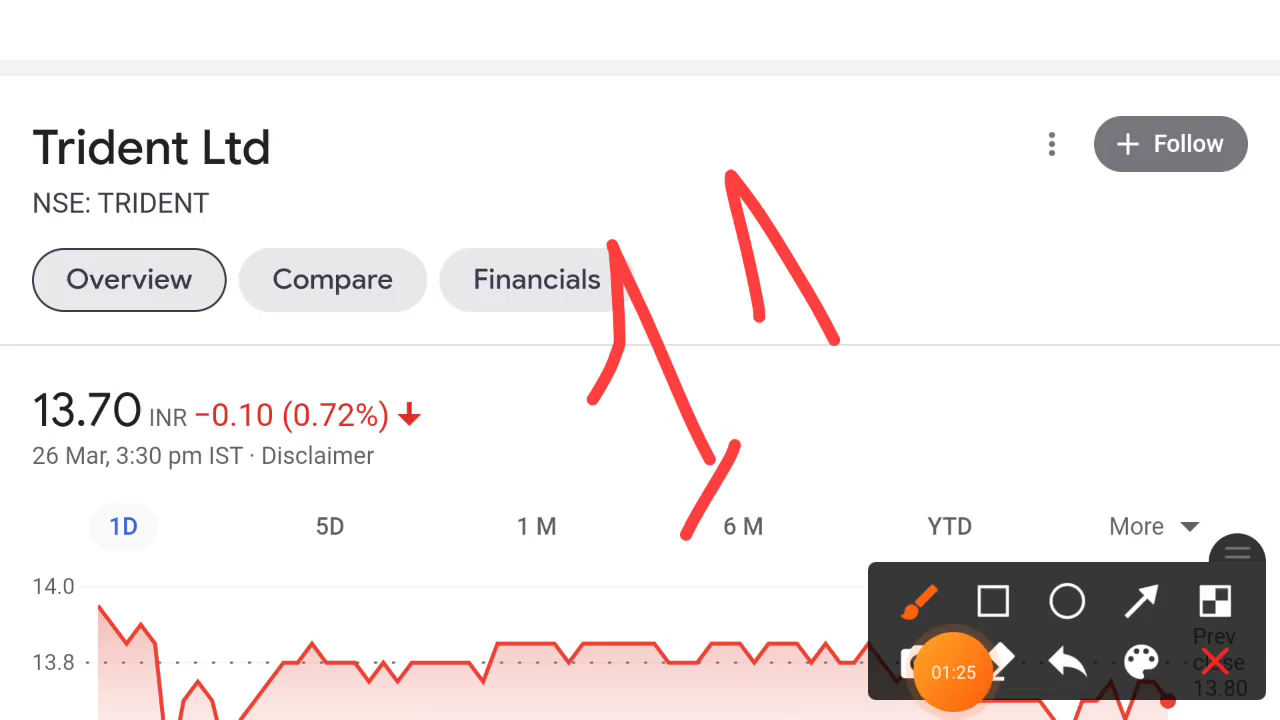 Trident Ltd
+ Follow
NSE: TRIDENT
Overview Compare Financials
13.70 INR −0.10 (0.72%)
26 Mar, 3:30 pm IST · Disclaimer
1D 5D 1 M 6 M YTD More
14.0
13.8
Prev
close
13.80
01:25